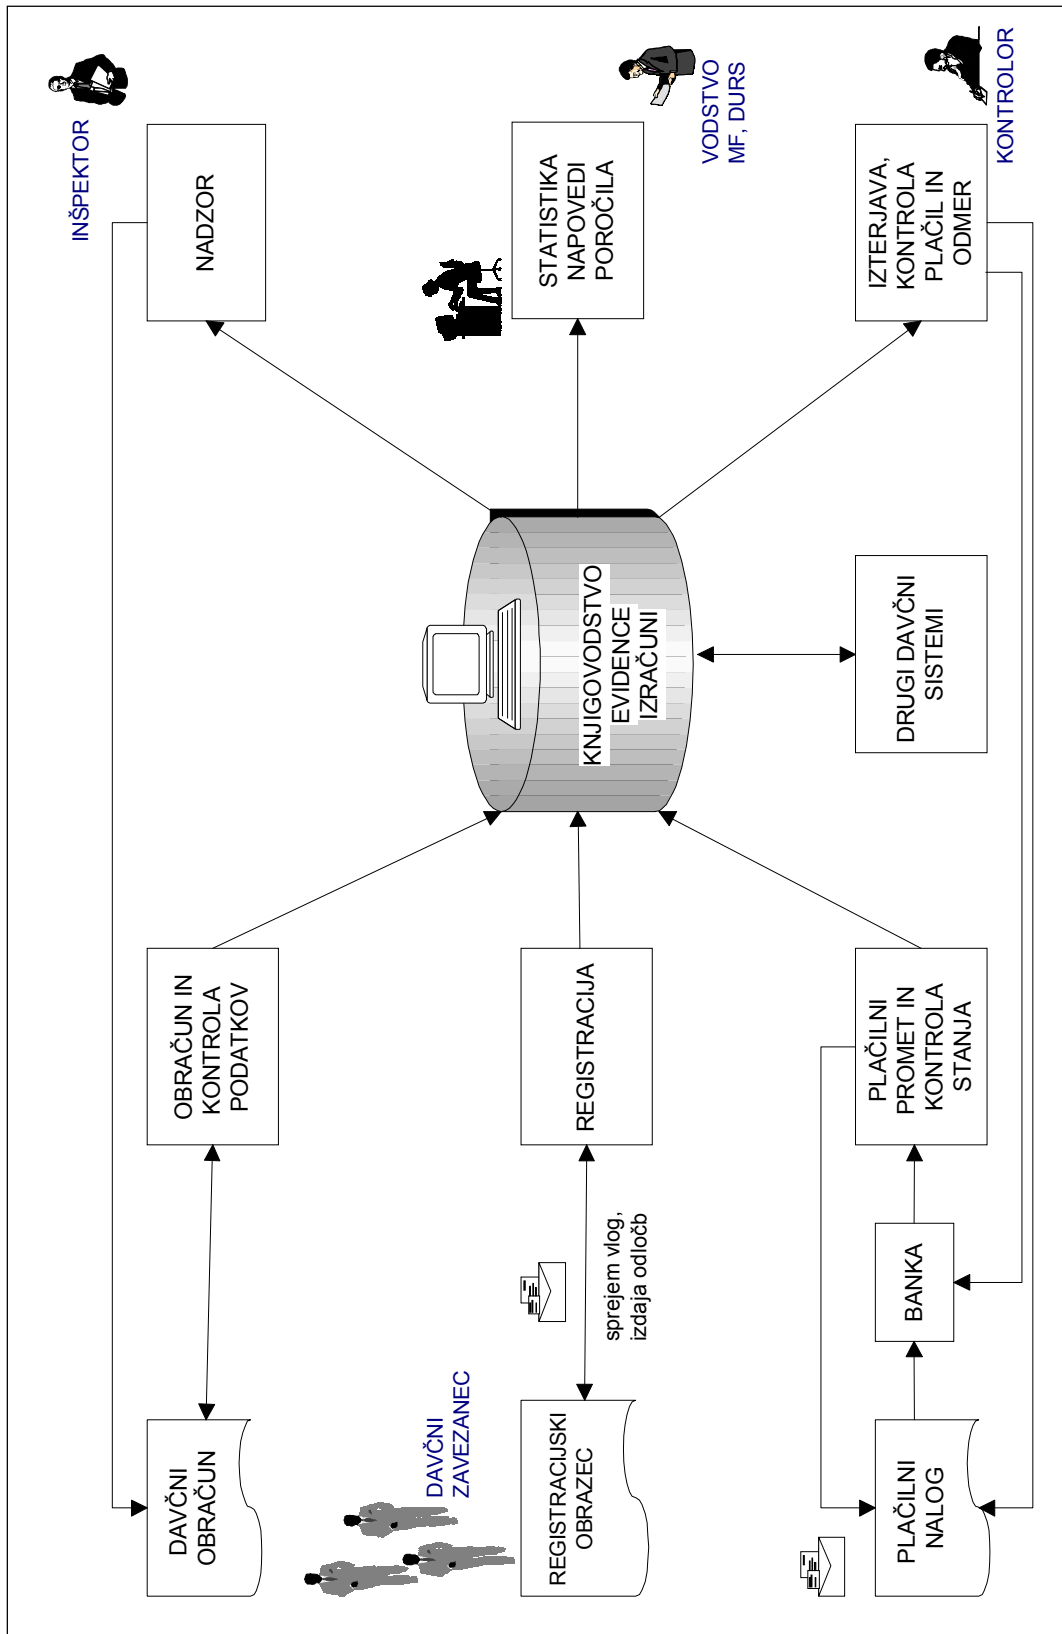 INŠPEKTOR
NADZOR
OBRAČUN IN
KONTROLA
PODATKOV
DAVČNI
OBRAČUN
DAVČNI
ZAVEZANEC
REGISTRACIJSKI
OBRAZEC
sprejem vlog,
izdaja odločb
REGISTRACIJA
KNJIGOVODSTVO
EVIDENCE
IZRAČUNI
STATISTIKA
NAPOVEDI
POROČILA
VODSTVO
MF, DURS
PLAČILNI
NALOG
BANKA
PLAČILNI
PROMET IN
KONTROLA
STANJA
DRUGI DAVČNI
SISTEMI
IZTERJAVA,
KONTROLA
PLAČIL IN
ODMER
KONTROLOR